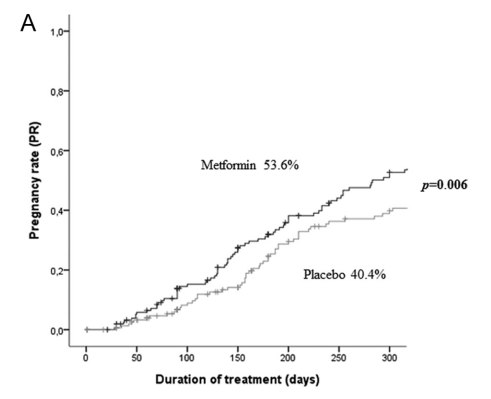 A
1,0
0,8
0,6
0,4
0,2
0,0
Pregnancy rate (PR)
Metformin 53.6%
p=0.006
Placebo 40.4%
0 50 100 150 200 250 300
Duration of treatment (days)